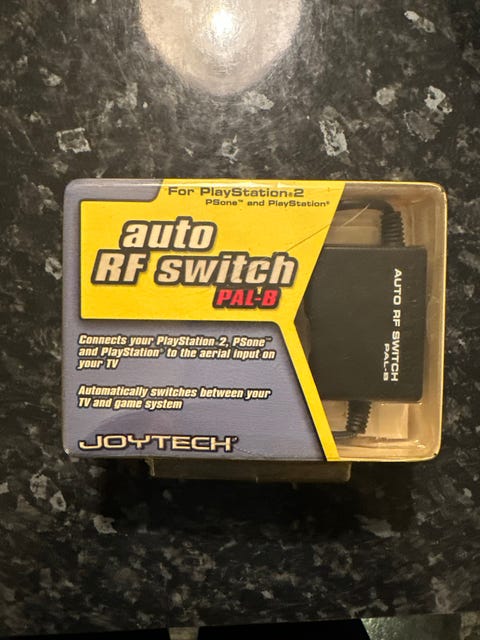 For PlayStation®2
PSone™ and PlayStation®
auto
RF switch
PAL-B
Connects your PlayStation 2, PSone™
and PlayStation® to the aerial input on
your TV
Automatically switches between your
TV and game system
JOYTECH®
AUTO RF SWITCH
PAL-B